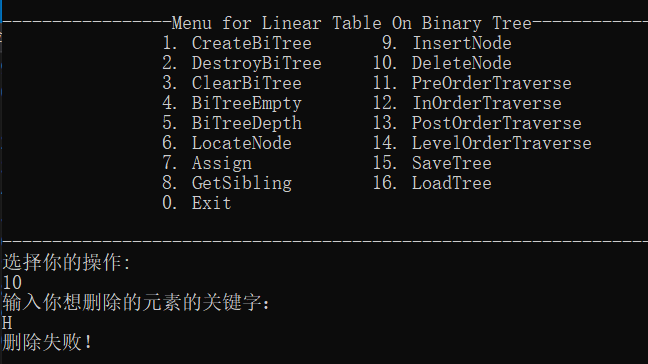 Menu for Linear Table On Binary Tree
1. CreateBiTree 9. InsertNode
2. DestroyBiTree 10. DeleteNode
3. ClearBiTree 11. PreOrderTraverse
4. BiTreeEmpty 12. InOrderTraverse
5. BiTreeDepth 13. PostOrderTraverse
6. LocateNode 14. LevelOrderTraverse
7. Assign 15. SaveTree
8. GetSibling 16. LoadTree
0. Exit
选择你的操作:
10
输入你想删除的元素的关键字：
H
删除失败！